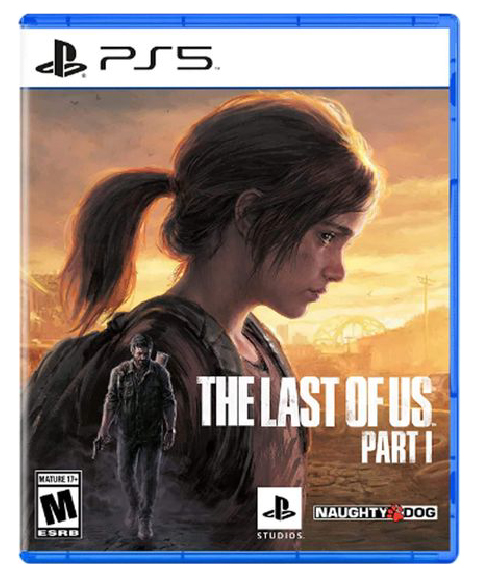 PS5
THE LAST OF US
PART I
MATURE 17+
M
ESRB
STUDIOS
NAUGHTY DOG